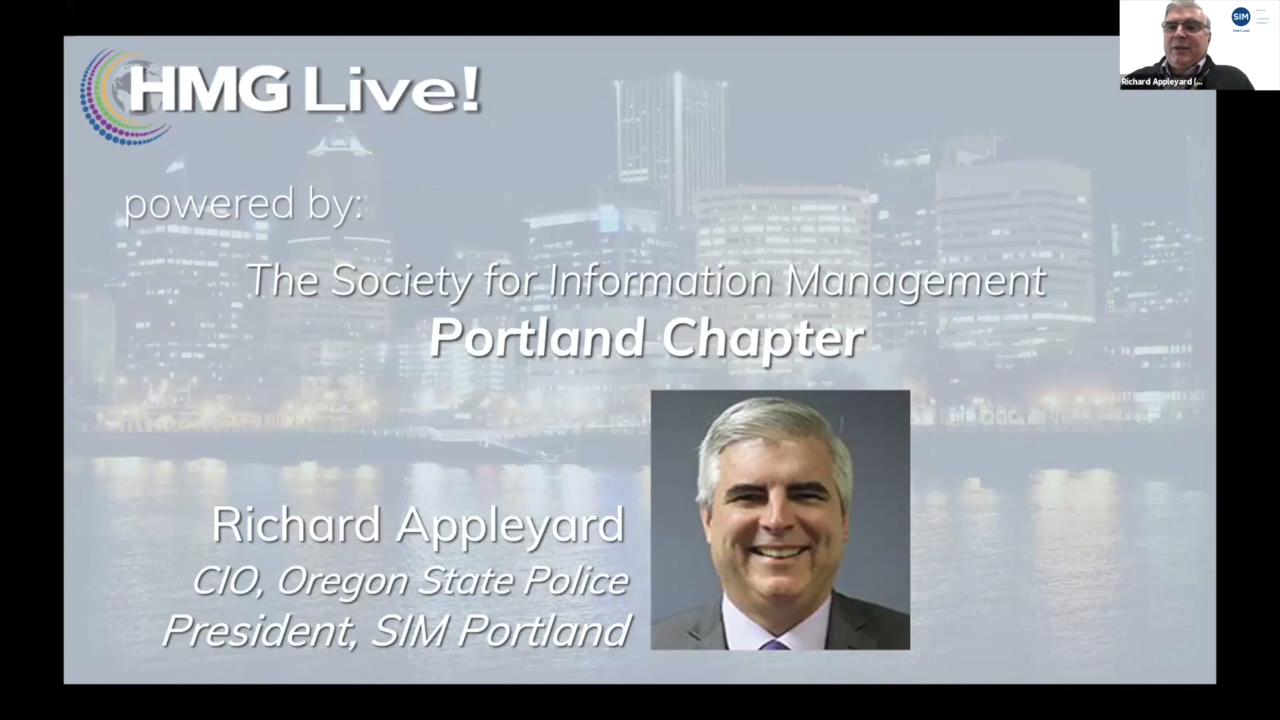 HMG Live!
SIM
PORTLAND
Richard Appleyard (...
powered by:
The Society for Information Management
Portland Chapter
Richard Appleyard
CIO, Oregon State Police
President, SIM Portland